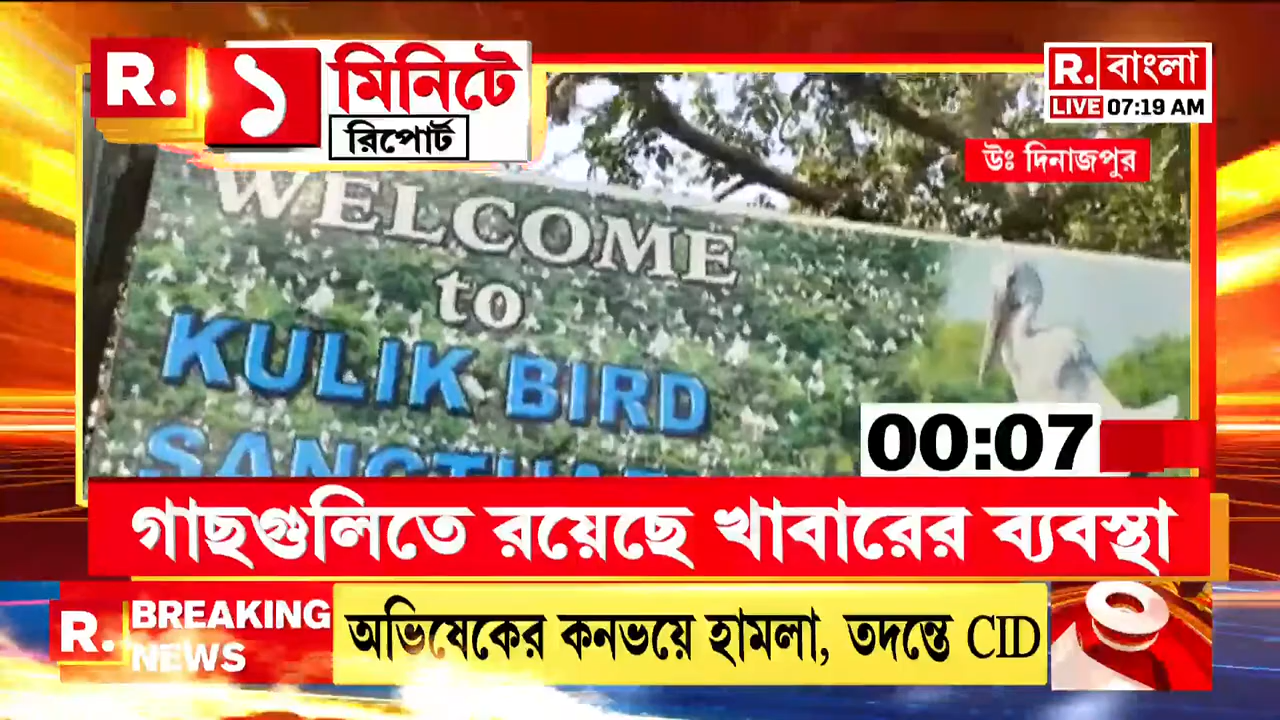 R. ১ মিনিটে
রিপোর্ট
R. বাংলা
LIVE 07:19 AM
উঃ দিনাজপুর
WELCOME
to
KULIK BIRD
00:07
গাছগুলিতে রয়েছে খাবারের ব্যবস্থা
R. BREAKING
NEWS
অভিষেকের কনভয়ে হামলা, তদন্তে CID